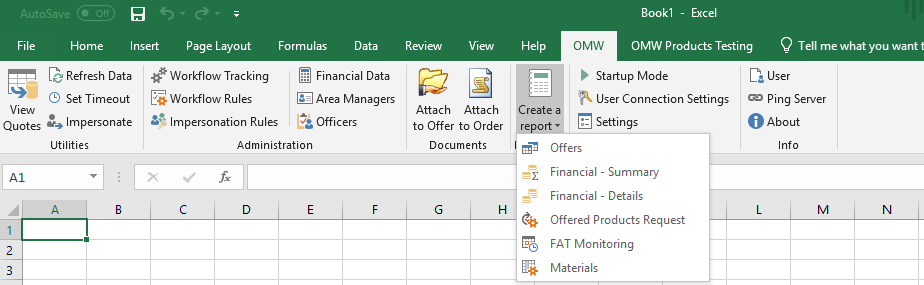 AutoSave Off Book1 - Excel
File Home Insert Page Layout Formulas Data Review View Help OMW OMW Products Testing Tell me what you want t
View Quotes
Refresh Data
Set Timeout
Impersonate
Utilities
Workflow Tracking
Workflow Rules
Impersonation Rules
Financial Data
Area Managers
Officers
Administration
Attach to Offer
Attach to Order
Documents
Create a report
Startup Mode
User Connection Settings
Settings
User
Ping Server
About
Info
Offers
Financial - Summary
Financial - Details
Offered Products Request
FAT Monitoring
Materials
A1 fx
A B C D E F G H L M N
1
2
3